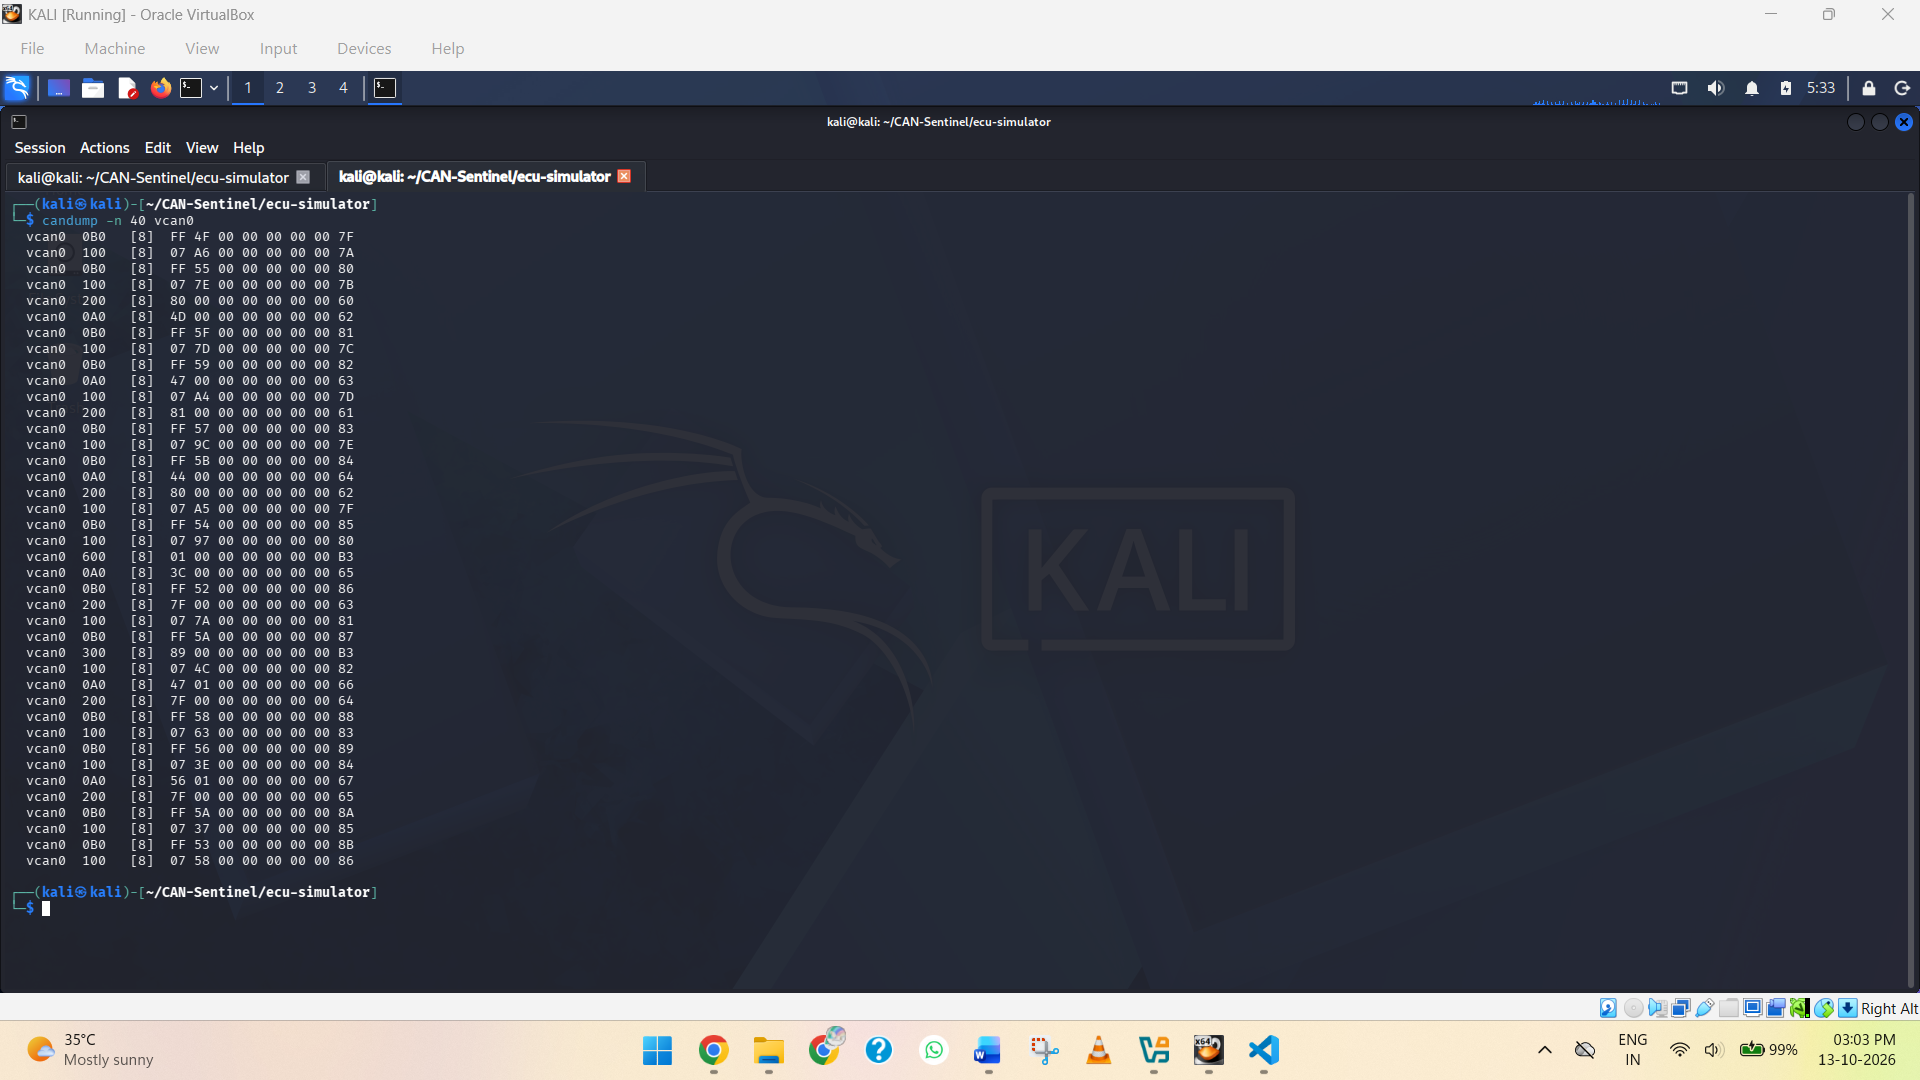 KALI [Running] - Oracle VirtualBox
File Machine View Input Devices Help
1 2 3 4 5:33
kali@kali: ~/CAN-Sentinel/ecu-simulator
Session Actions Edit View Help
kali@kali: ~/CAN-Sentinel/ecu-simulator kali@kali: ~/CAN-Sentinel/ecu-simulator
┌──(kali㉿kali)-[~/CAN-Sentinel/ecu-simulator]
└─$ candump -n 40 vcan0
vcan0 0B0 [8] FF 4F 00 00 00 00 00 7F
vcan0 100 [8] 07 A6 00 00 00 00 00 7A
vcan0 0B0 [8] FF 55 00 00 00 00 00 80
vcan0 100 [8] 07 7E 00 00 00 00 00 7B
vcan0 200 [8] 80 00 00 00 00 00 00 60
vcan0 0A0 [8] 4D 00 00 00 00 00 00 62
vcan0 0B0 [8] FF 5F 00 00 00 00 00 81
vcan0 100 [8] 07 7D 00 00 00 00 00 7C
vcan0 0B0 [8] FF 59 00 00 00 00 00 82
vcan0 0A0 [8] 47 00 00 00 00 00 00 63
vcan0 100 [8] 07 A4 00 00 00 00 00 7D
vcan0 200 [8] 81 00 00 00 00 00 00 61
vcan0 0B0 [8] FF 57 00 00 00 00 00 83
vcan0 100 [8] 07 9C 00 00 00 00 00 7E
vcan0 0B0 [8] FF 5B 00 00 00 00 00 84
vcan0 0A0 [8] 44 00 00 00 00 00 00 64
vcan0 200 [8] 80 00 00 00 00 00 00 62
vcan0 100 [8] 07 A5 00 00 00 00 00 7F
vcan0 0B0 [8] FF 54 00 00 00 00 00 85
vcan0 100 [8] 07 97 00 00 00 00 00 80
vcan0 600 [8] 01 00 00 00 00 00 00 B3
vcan0 0A0 [8] 3C 00 00 00 00 00 00 65
vcan0 0B0 [8] FF 52 00 00 00 00 00 86
vcan0 200 [8] 7F 00 00 00 00 00 00 63
vcan0 100 [8] 07 7A 00 00 00 00 00 81
vcan0 0B0 [8] FF 5A 00 00 00 00 00 87
vcan0 300 [8] 89 00 00 00 00 00 00 B3
vcan0 100 [8] 07 4C 00 00 00 00 00 82
vcan0 0A0 [8] 47 01 00 00 00 00 00 66
vcan0 200 [8] 7F 00 00 00 00 00 00 64
vcan0 0B0 [8] FF 58 00 00 00 00 00 88
vcan0 100 [8] 07 63 00 00 00 00 00 83
vcan0 0B0 [8] FF 56 00 00 00 00 00 89
vcan0 100 [8] 07 3E 00 00 00 00 00 84
vcan0 0A0 [8] 56 01 00 00 00 00 00 67
vcan0 200 [8] 7F 00 00 00 00 00 00 65
vcan0 0B0 [8] FF 5A 00 00 00 00 00 8A
vcan0 100 [8] 07 37 00 00 00 00 00 85
vcan0 0B0 [8] FF 53 00 00 00 00 00 8B
vcan0 100 [8] 07 58 00 00 00 00 00 86
┌──(kali㉿kali)-[~/CAN-Sentinel/ecu-simulator]
└─$
KALI
Right Alt
35°C
Mostly sunny
ENG
IN
99%
03:03 PM
13-10-2026